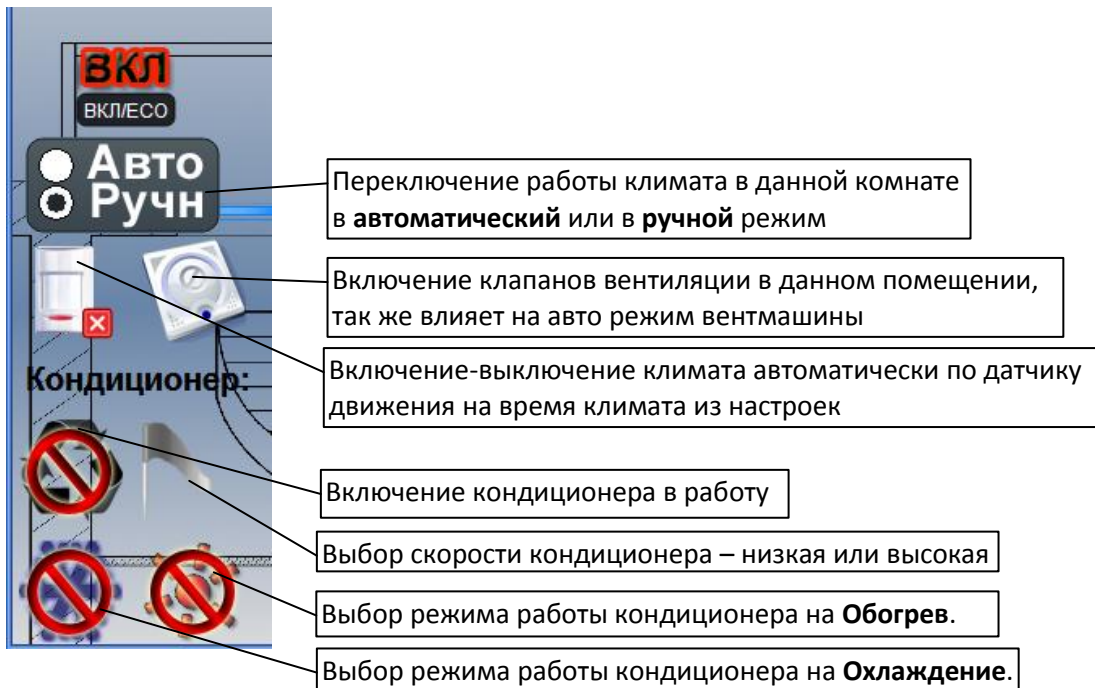 ВКЛ
ВКЛ/ECO
Авто
Ручн
Переключение работы климата в данной комнате
в автоматический или в ручной режим
Включение клапанов вентиляции в данном помещении,
так же влияет на авто режим вентмашины
Включение-выключение климата автоматически по датчику
движения на время климата из настроек
Кондиционер:
Включение кондиционера в работу
Выбор скорости кондиционера – низкая или высокая
Выбор режима работы кондиционера на Обогрев.
Выбор режима работы кондиционера на Охлаждение.